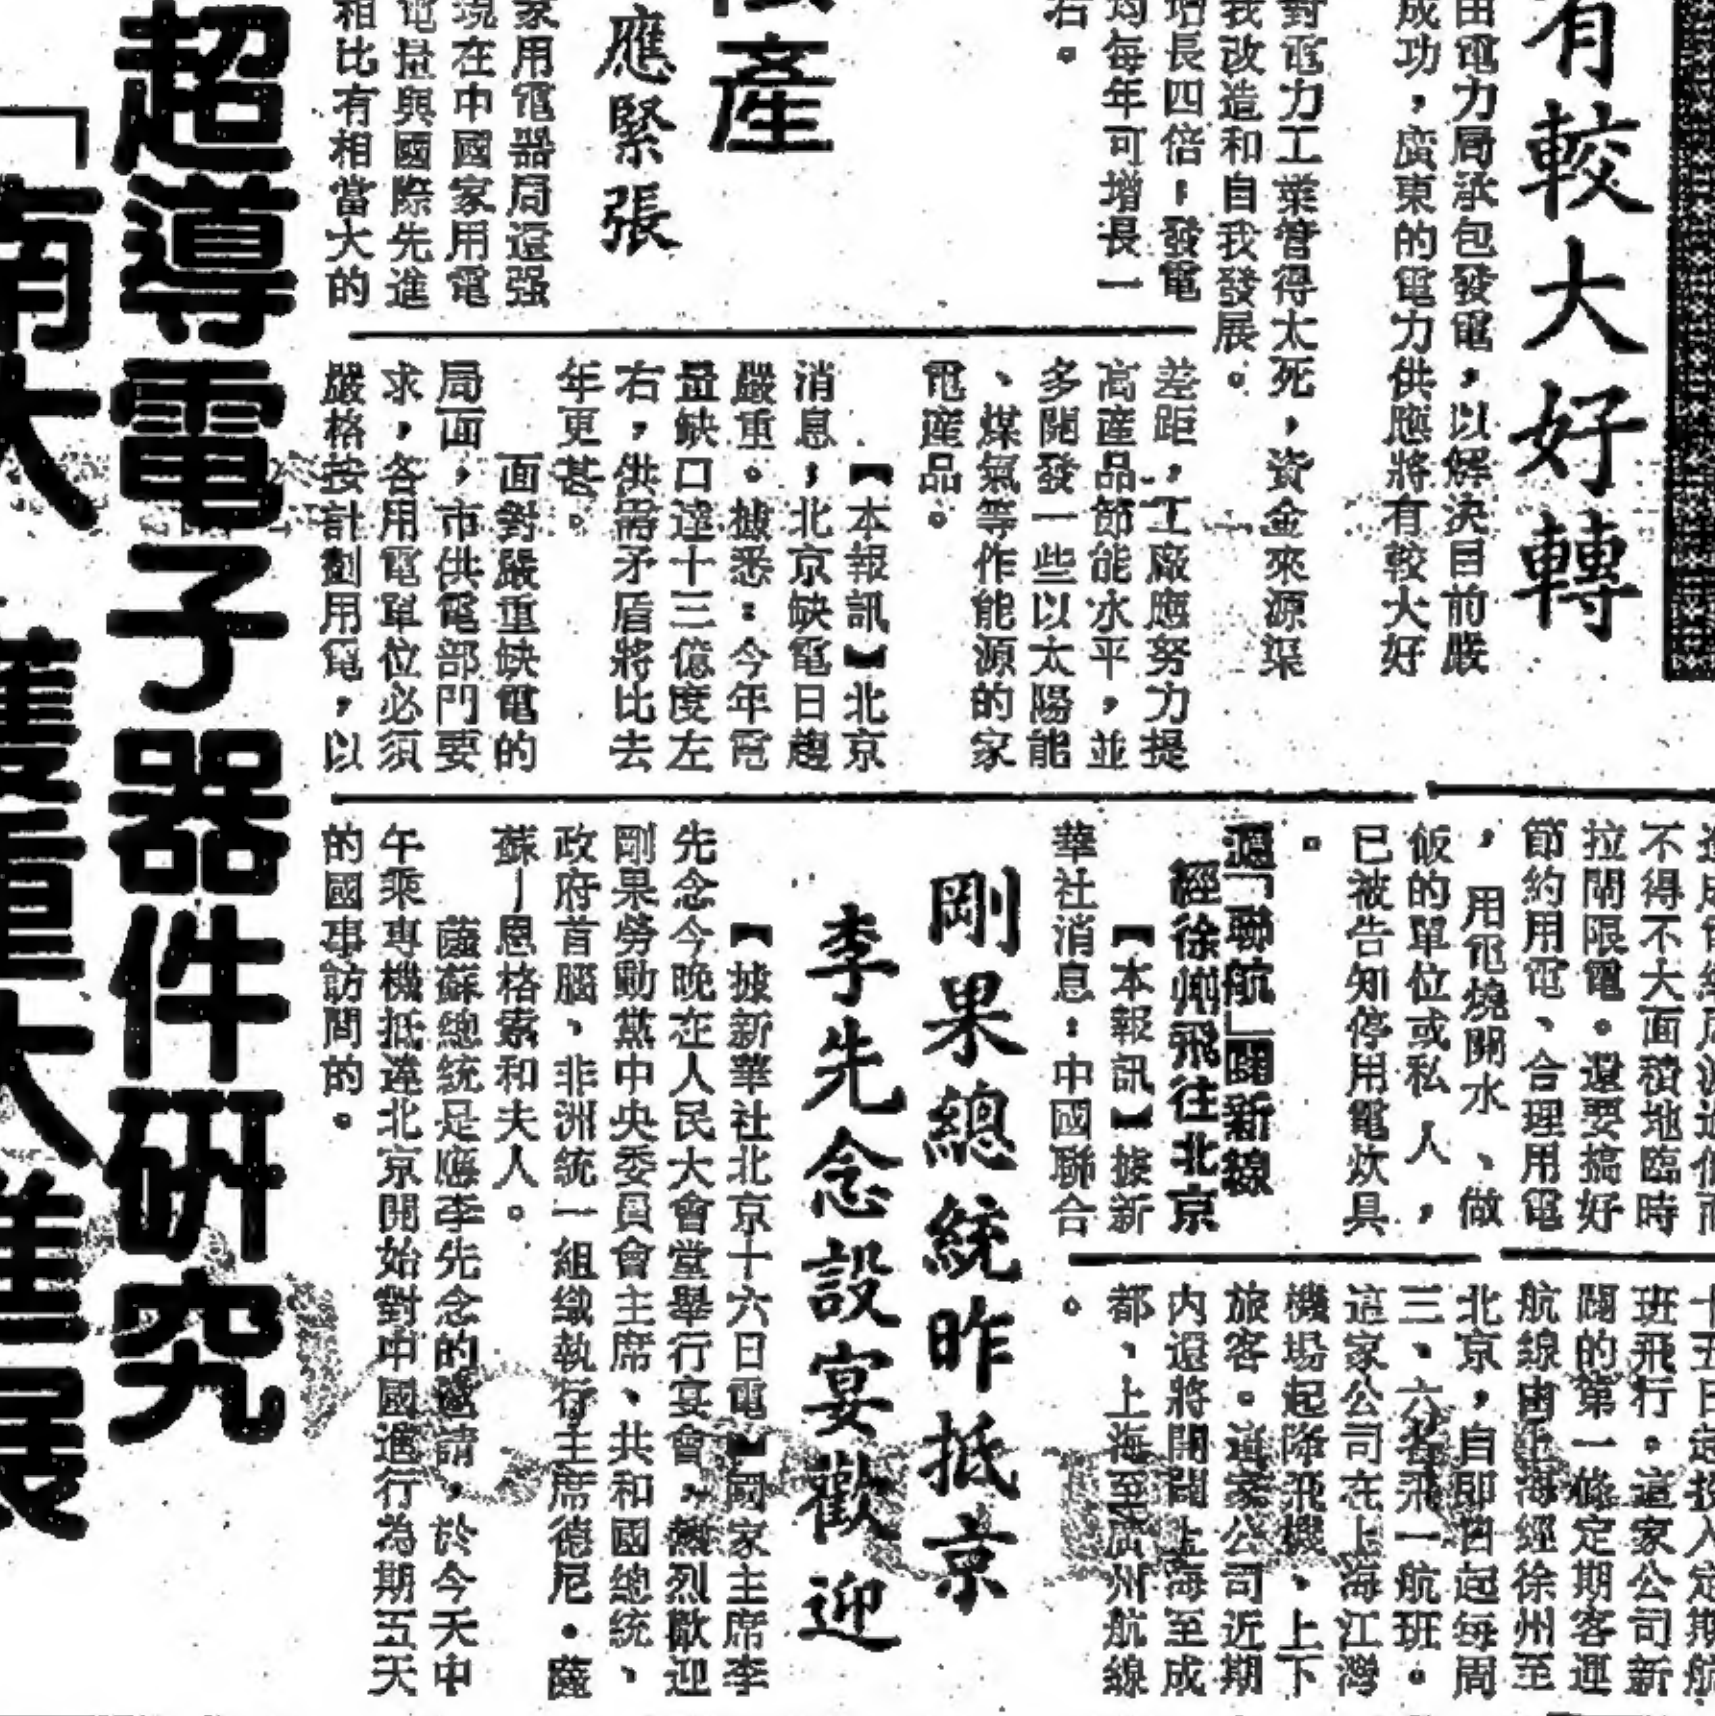 有較大好轉
由電力局承包發電,以解決目前嚴
成功,廣東的電力供應將有較大好
對電力工業管得太死,資金來源渠
我改造和自我發展。
增長四倍;發電
均每年可增長一
右。
產
應緊張
家用電器局還强
現在中國家用電
電量與國際先進
相比有相當大的
差距,工廠應努力提
高產品節能水平,並
多開發一些以太陽能
、煤氣等作能源的家
電産品。
【本報訊】北京
消息;北京缺電日趨
嚴重。據悉:今年電
量缺口達十三億度左
右,供需矛盾將比去
年更甚。
面對嚴重缺電的
局面,市供電部門要
求,各用電單位必須
嚴格按計劃用電,以
不得不大面積地臨時
拉閘限電。還要搞好
節約用電、合理用電
,用電燒開水、做
飯的單位或私人,
已被告知停用電炊具
。
滬「聯航」開新線
經徐州飛往北京
【本報訊】據新
華社消息:中國聯合
十五日起投入定期航
班飛行。這家公司新
闢的第一條定期客運
航線由上海經徐州至
北京,自即日起每周
三、六各飛一航班。
這家公司在上海江灣
機場起降飛機、上下
旅客。這家公司近期
内還將開闢上海至成
都、上海至廣州航線
。
剛果總統昨抵京
李先念設宴歡迎
【據新華社北京十六日電】國家主席李
先念今晚在人民大會堂舉行宴會,熱烈歡迎
剛果勞動黨中央委員會主席、共和國總統、
政府首腦、非洲統一組織執行主席德尼·薩
蘇—恩格索和夫人。
薩蘇總統是應李先念的邀請,於今天中
午乘專機抵達北京開始對中國進行為期五天
的國事訪問的。
超導電子器件研究
「南大 獲重大進展